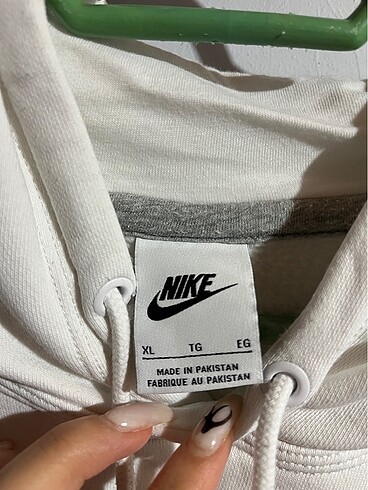 NIKE
XL TG EG
MADE IN PAKISTAN
FABRIQUE AU PAKISTAN